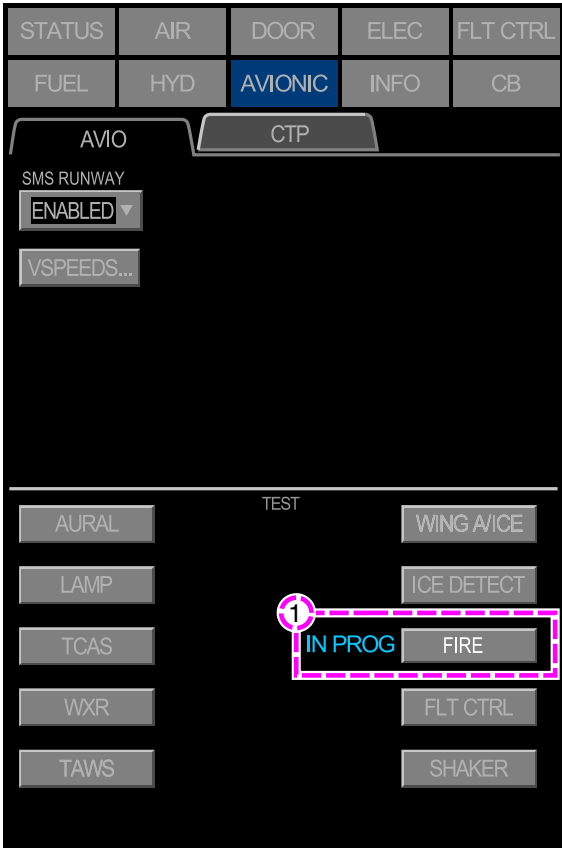 STATUS AIR DOOR ELEC FLT CTRL
FUEL HYD AVIONIC INFO CB
AVIO CTP
SMS RUNWAY
ENABLED
VSPEEDS...
TEST
AURAL WING A/ICE
LAMP ICE DETECT
1
TCAS IN PROG FIRE
WXR FLT CTRL
TAWS SHAKER